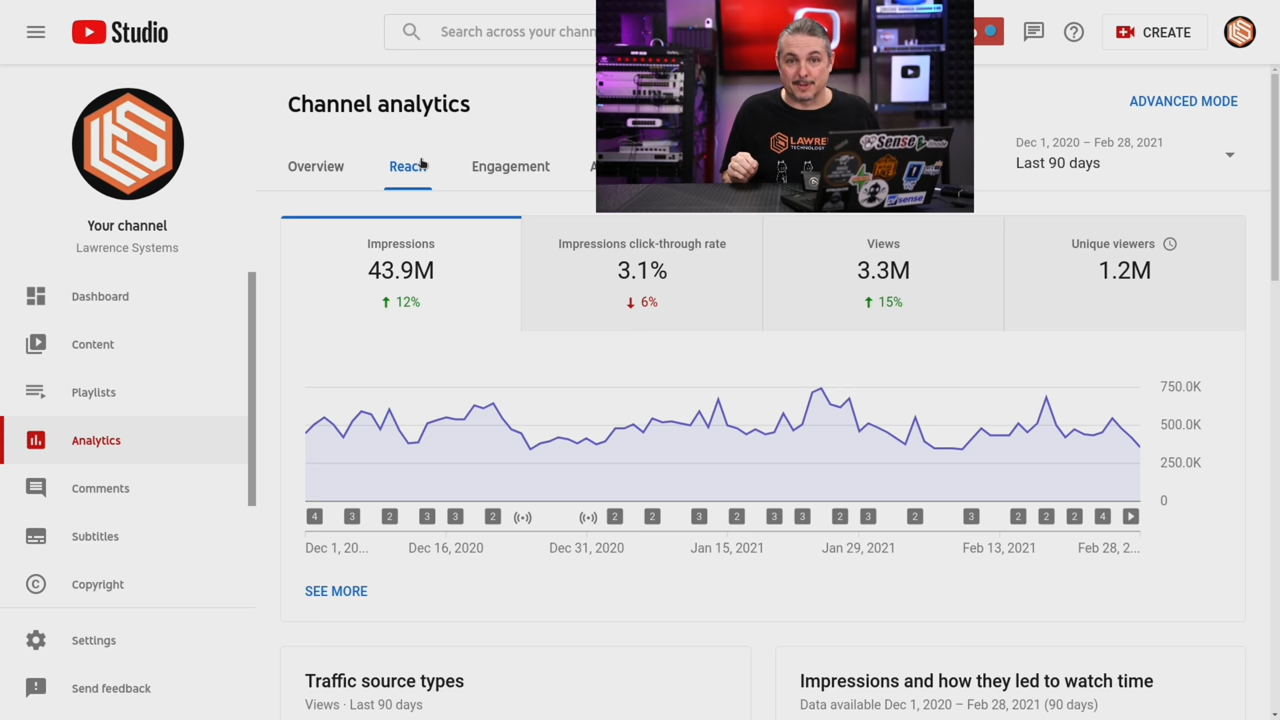 Studio
Search across your chann
CREATE
Channel analytics
ADVANCED MODE
Dec 1, 2020 – Feb 28, 2021
Last 90 days
Overview
Reach
Engagement
A
LAWRE
TECHNOLOGY
Sense
sense
LES
Your channel
Lawrence Systems
Dashboard
Content
Playlists
Analytics
Comments
Subtitles
Copyright
Settings
Send feedback
Impressions
43.9M
12%
Impressions click-through rate
3.1%
6%
Views
3.3M
15%
Unique viewers
1.2M
750.0K
500.0K
250.0K
0
4 3 2 3 3 2 2 2 3 2 3 3 2 3 2 3 2 2 2 4
Dec 1, 20... Dec 16, 2020 Dec 31, 2020 Jan 15, 2021 Jan 29, 2021 Feb 13, 2021 Feb 28, 2...
SEE MORE
Traffic source types
Views · Last 90 days
Impressions and how they led to watch time
Data available Dec 1, 2020 – Feb 28, 2021 (90 days)